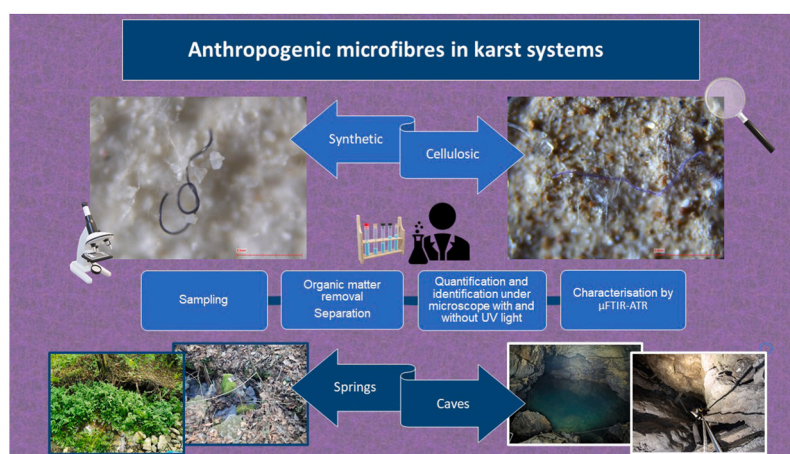 Anthropogenic microfibres in karst systems
Synthetic
Cellulosic
Sampling
Organic matter
removal
Separation
Quantification and
identification under
microscope with and
without UV light
Characterisation by
µFTIR-ATR
Springs
Caves